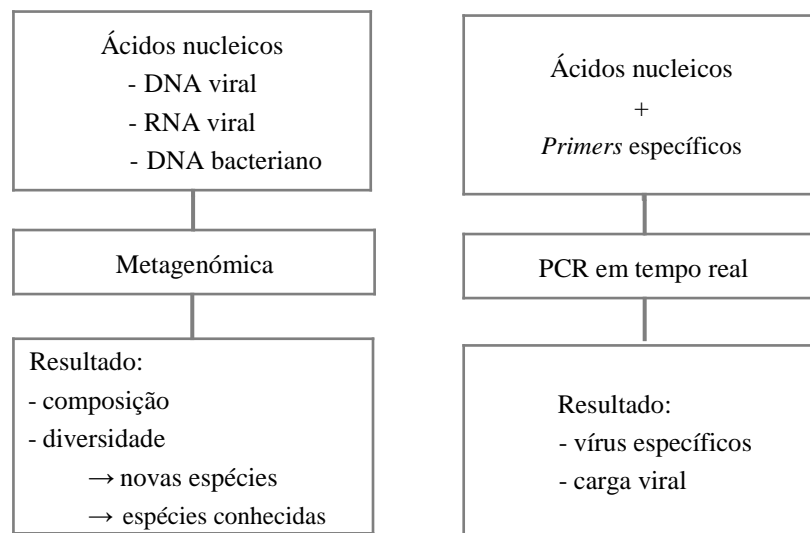 Ácidos nucleicos
- DNA viral
- RNA viral
- DNA bacteriano
Metagenómica
Resultado:
- composição
- diversidade
→ novas espécies
→ espécies conhecidas
Ácidos nucleicos
+
Primers específicos
PCR em tempo real
Resultado:
- vírus específicos
- carga viral